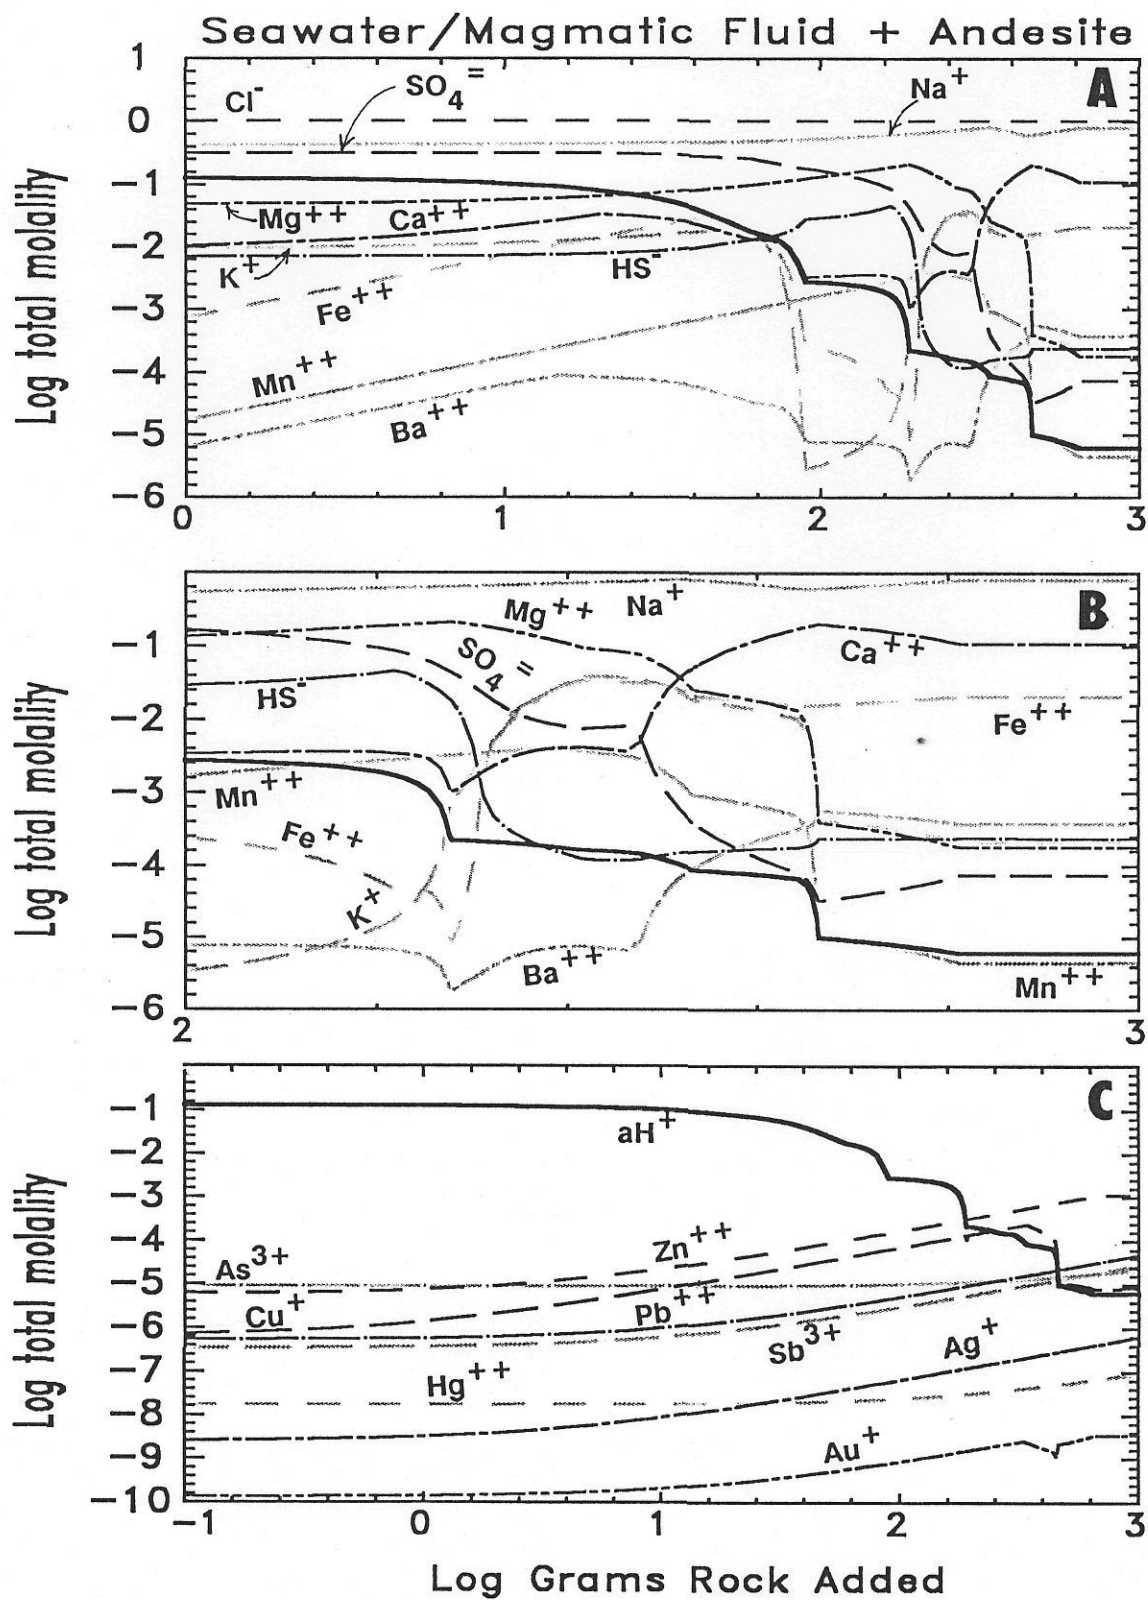 Seawater/Magmatic Fluid + Andesite
A
1
0
−1
−2
−3
−4
−5
−6
Log total molality
Cl-
SO4=
Na+
Mg++
Ca++
K+
HS-
Fe++
Mn++
Ba++
0 1 2 3
B
−1
−2
−3
−4
−5
−6
Log total molality
Mg++ Na+
SO4=
Ca++
HS-
Fe++
Mn++
Fe++
K+
Ba++
Mn++
2 3
C
−1
−2
−3
−4
−5
−6
−7
−8
−9
−10
Log total molality
aH+
Zn++
As3+
Cu+
Pb++
Sb3+
Ag+
Hg++
Au+
−1 0 1 2 3
Log Grams Rock Added